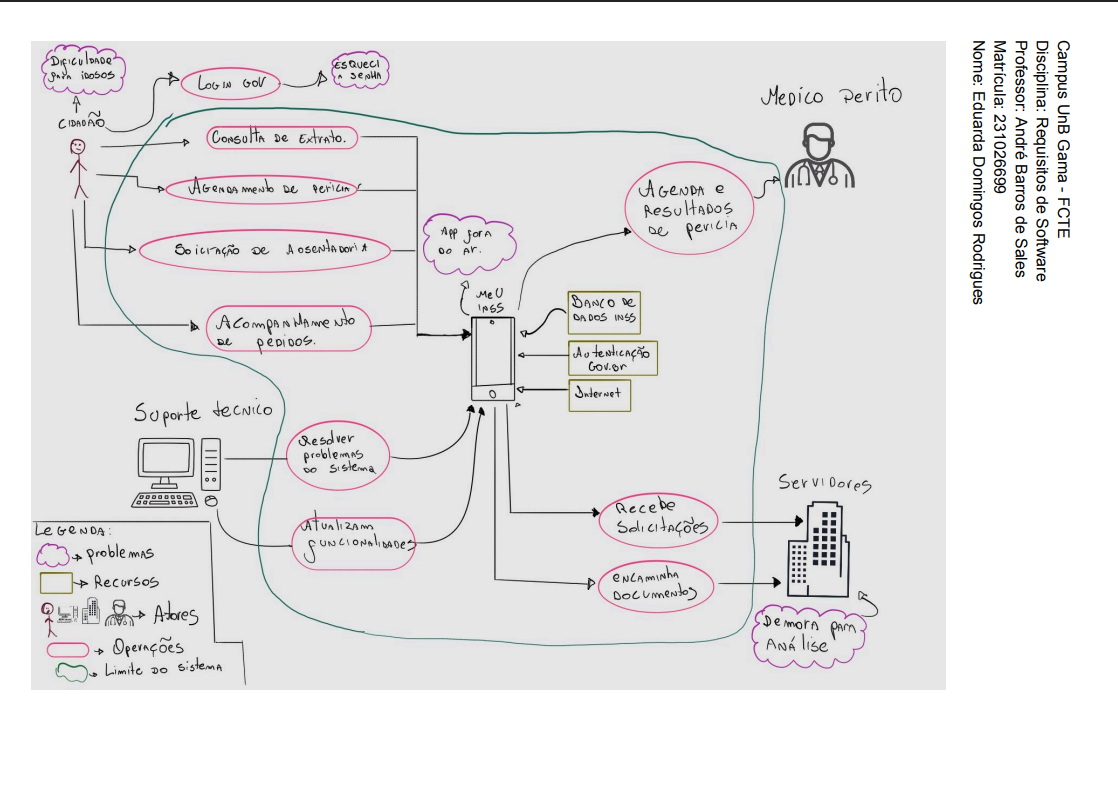 Campus UnB Gama - FCTE
Disciplina: Requisitos de Software
Professor: André Barros de Sales
Matrícula: 231026699
Nome: Eduarda Domingos Rodrigues
DIFICULDADE
para idosos
CIDADÃO
LOGIN GOV
ESQUECI
A SENHA
CONSULTA DE EXTRATO.
AGENDAMENTO DE PERÍCIA
SOLICITAÇÃO DE AOSENTADORIA
ACOMPANHAMENTO
DE PEDIDOS.
App fora
DO AR.
MEU
INSS
AGENDA e
RESULTADOS
DE PERICIA
Medico perito
BANCO DE
DADOS INSS
Autenticação
Gov.br
Internet
Suporte tecnico
Resolver
problemas
do sistema
Atualizam
FUNCIONALIDADES
Recebe
Solicitações
encaminha
Documentos
Servidores
Demora para
Análise
LEGENDA:
problemas
Recursos
Atores
Operações
Limite do sistema